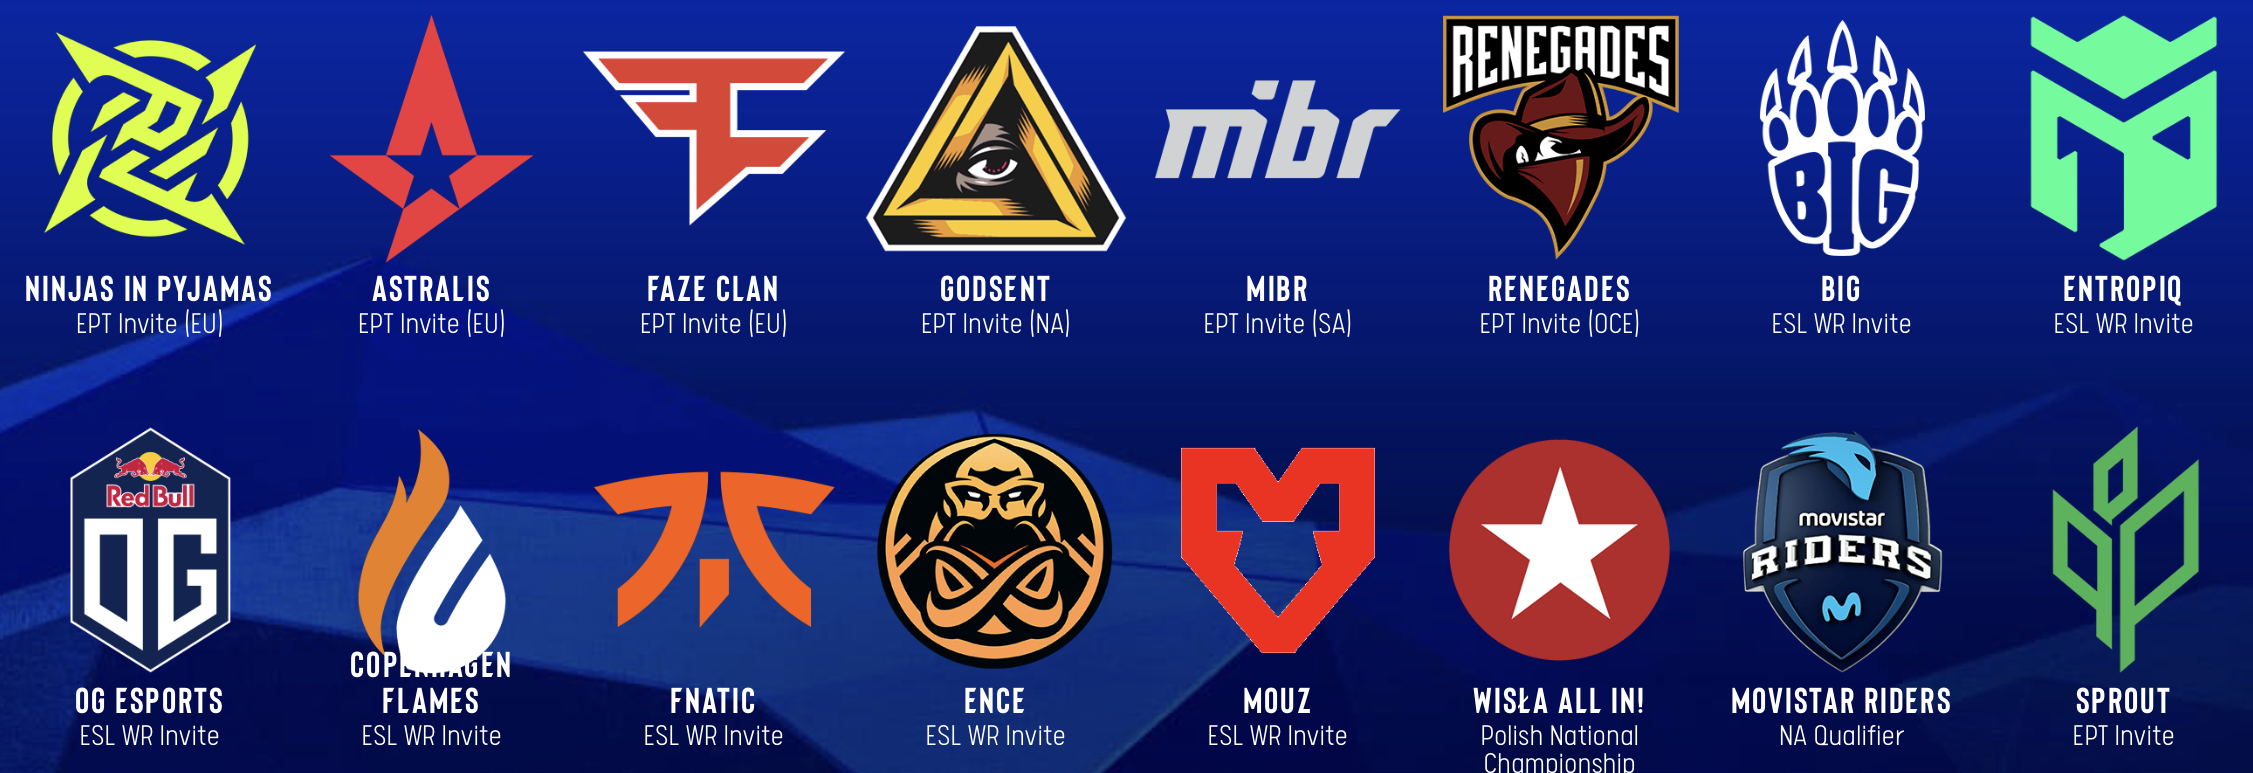 RENEGADES
mibr
BIG
NINJAS IN PYJAMAS
EPT Invite (EU)
ASTRALIS
EPT Invite (EU)
FAZE CLAN
EPT Invite (EU)
GODSENT
EPT Invite (NA)
MIBR
EPT Invite (SA)
RENEGADES
EPT Invite (OCE)
BIG
ESL WR Invite
ENTROPIQ
ESL WR Invite
Red Bull
OG
movistar
RIDERS
OG ESPORTS
ESL WR Invite
COPENHAGEN
FLAMES
ESL WR Invite
FNATIC
ESL WR Invite
ENCE
ESL WR Invite
MOUZ
ESL WR Invite
WISŁA ALL IN!
Polish National
Championship
MOVISTAR RIDERS
NA Qualifier
SPROUT
EPT Invite